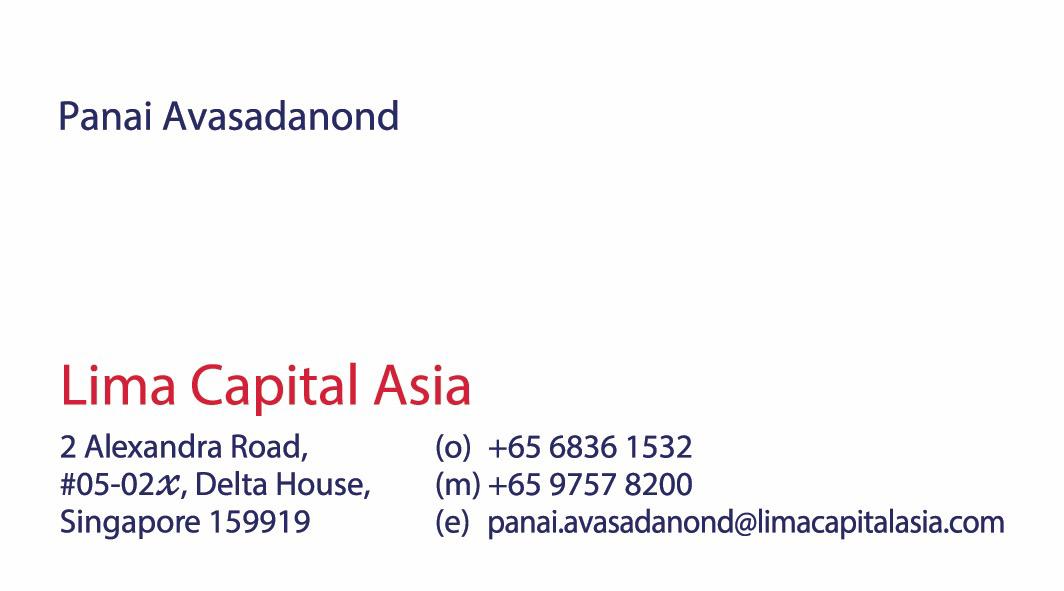 Panai Avasadanond
Lima Capital Asia
2 Alexandra Road,
#05-02x, Delta House,
Singapore 159919
(o) +65 6836 1532
(m) +65 9757 8200
(e) panai.avasadanond@limacapitalasia.com